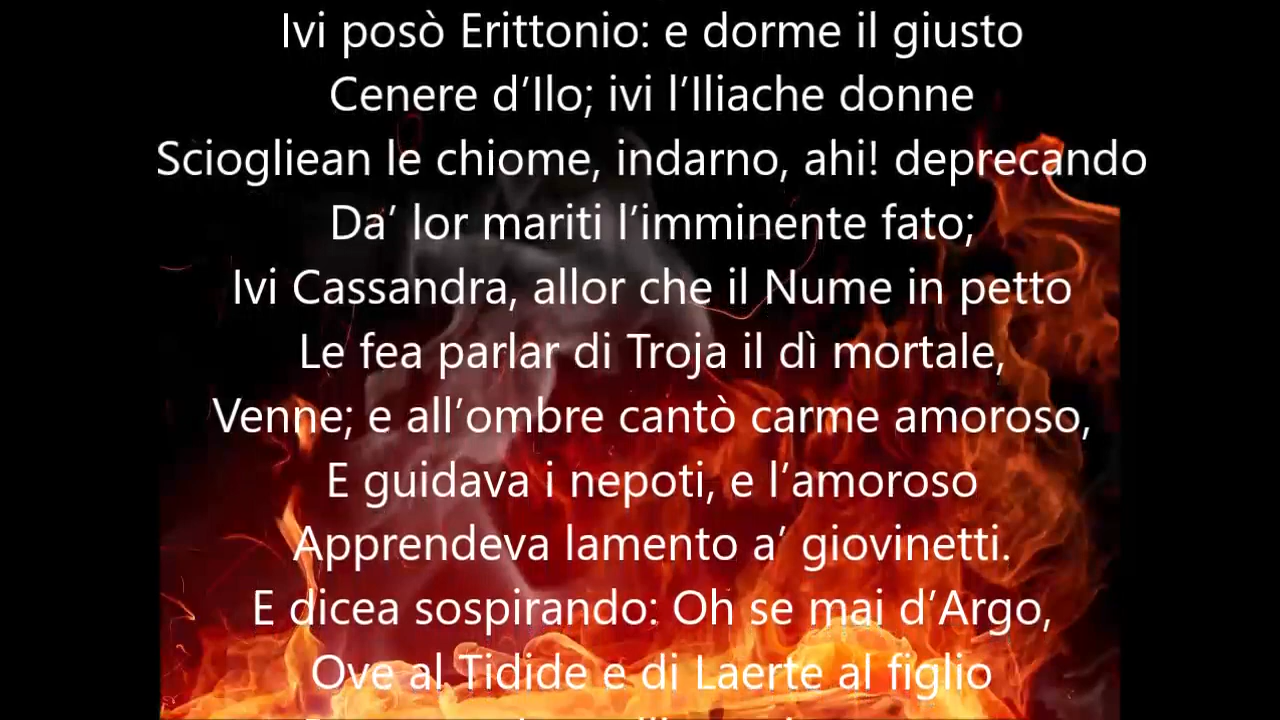 Ivi posò Erittonio: e dorme il giusto
Cenere d’Ilo; ivi l’Iliache donne
Sciogliean le chiome, indarno, ahi! deprecando
Da’ lor mariti l’imminente fato;
Ivi Cassandra, allor che il Nume in petto
Le fea parlar di Troja il dì mortale,
Venne; e all’ombre cantò carme amoroso,
E guidava i nepoti, e l’amoroso
Apprendeva lamento a’ giovinetti.
E dicea sospirando: Oh se mai d’Argo,
Ove al Tidide e di Laerte al figlio